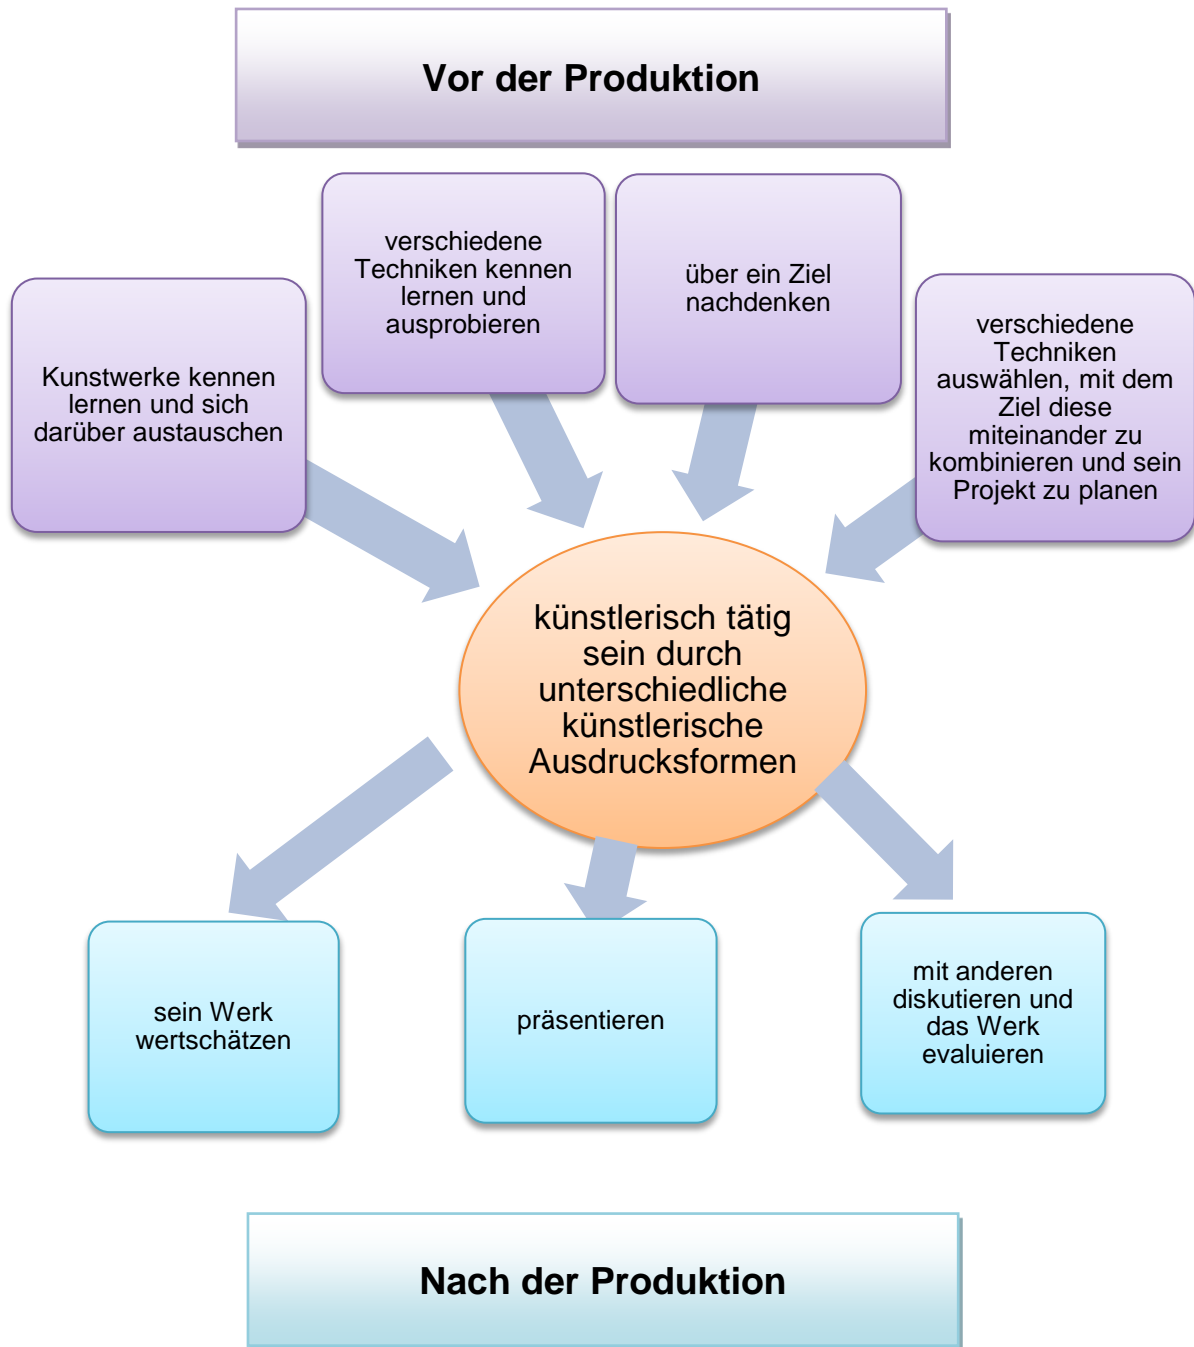 Vor der Produktion
Kunstwerke kennen
lernen und sich
darüber austauschen
verschiedene
Techniken kennen
lernen und
ausprobieren
über ein Ziel
nachdenken
verschiedene
Techniken
auswählen, mit dem
Ziel diese
miteinander zu
kombinieren und sein
Projekt zu planen
künstlerisch tätig
sein durch
unterschiedliche
künstlerische
Ausdrucksformen
sein Werk
wertschätzen
präsentieren
mit anderen
diskutieren und
das Werk
evaluieren
Nach der Produktion